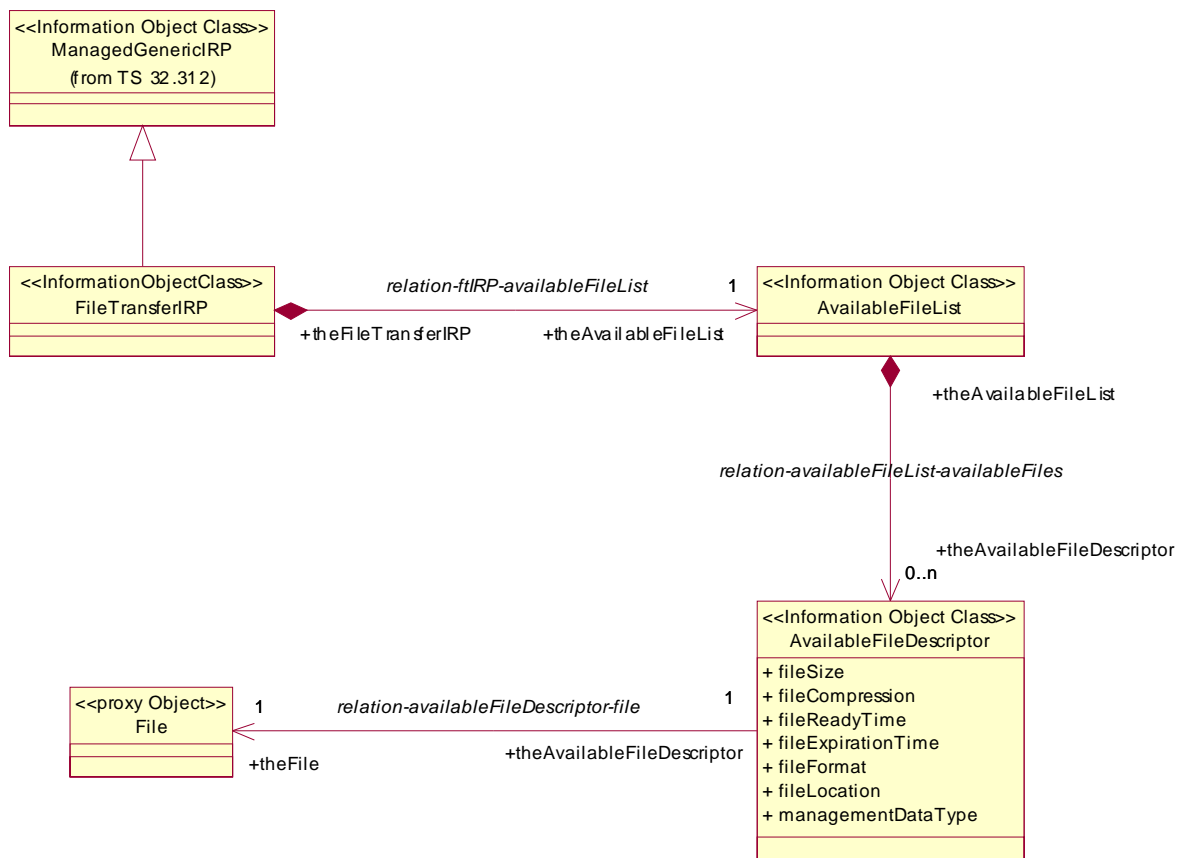 <<Information Object Class>>
ManagedGenericIRP
(from TS 32.312)
<<InformationObjectClass>>
FileTransferIRP
relation-ftIRP-availableFileList
1
+theFileTransferIRP
+theAvailableFileList
<<Information Object Class>>
AvailableFileList
+theAvailableFileList
relation-availableFileList-availableFiles
+theAvailableFileDescriptor
0..n
<<Information Object Class>>
AvailableFileDescriptor
+ fileSize
+ fileCompression
+ fileReadyTime
+ fileExpirationTime
+ fileFormat
+ fileLocation
+ managementDataType
<<proxy Object>>
File
1
relation-availableFileDescriptor-file
1
+theFile
+theAvailableFileDescriptor